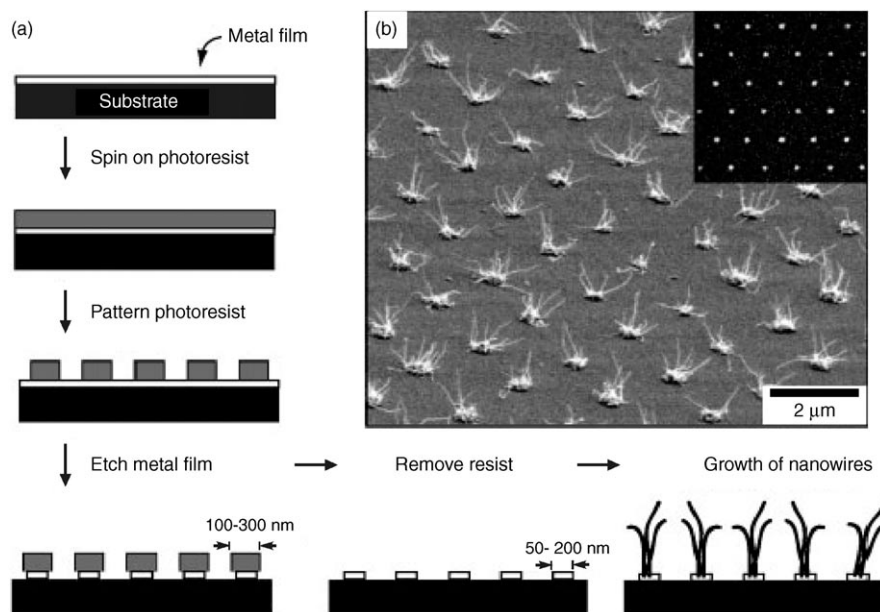 (a)
Metal film
Substrate
Spin on photoresist
Pattern photoresist
Etch metal film
Remove resist
Growth of nanowires
100-300 nm
50- 200 nm
(b)
2 μm